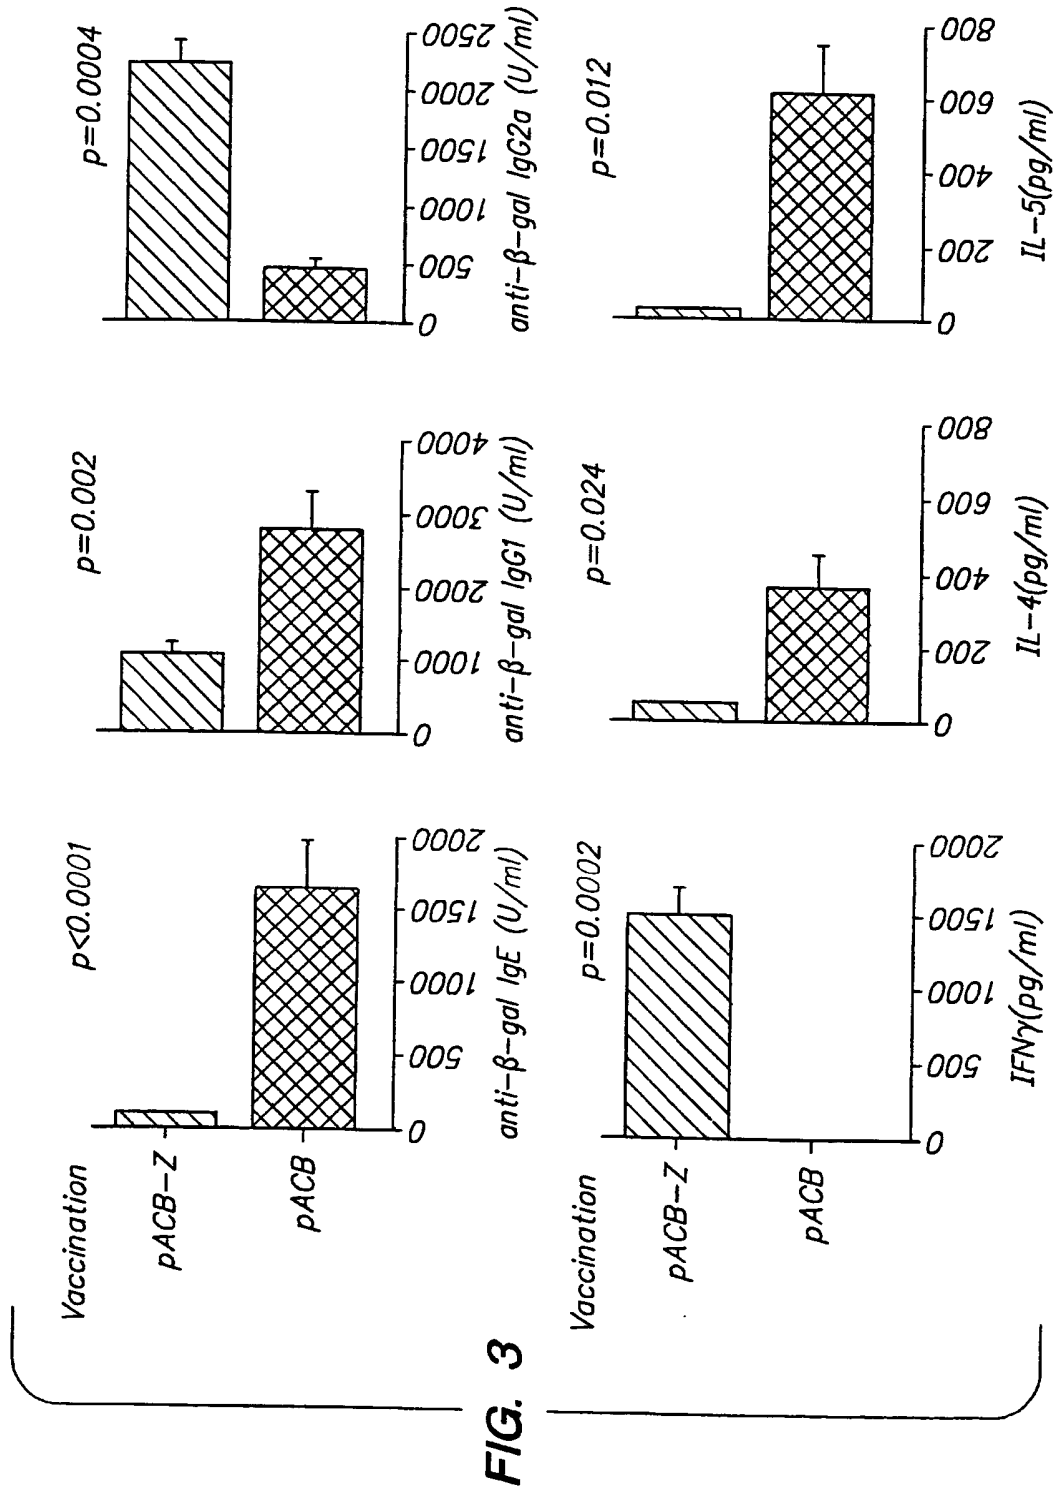 Vaccination
pACB-Z
pACB
p<0.0001
0
500
1000
1500
2000
anti-β-gal IgE (U/ml)
p=0.002
0
1000
2000
3000
4000
anti-β-gal IgG1 (U/ml)
p=0.0004
0
500
1000
1500
2000
2500
anti-β-gal IgG2a (U/ml)
Vaccination
pACB-Z
pACB
p=0.0002
0
500
1000
1500
2000
IFNγ(pg/ml)
p=0.024
0
200
400
600
800
IL-4(pg/ml)
p=0.012
0
200
400
600
800
IL-5(pg/ml)
FIG. 3